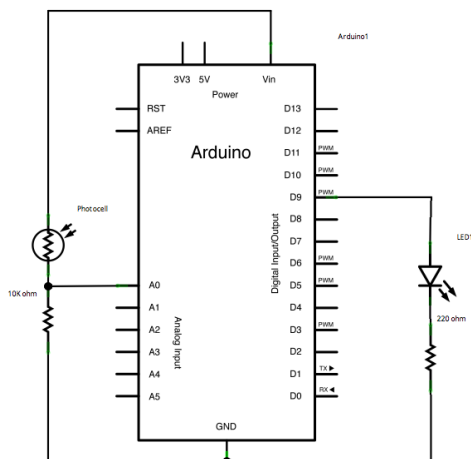 Arduino1
3V3 5V Vin
Power
RST
AREF
Arduino
D13
D12
D11 PWM
D10 PWM
D9 PWM
D8
D7
D6 PWM
D5 PWM
D4
D3 PWM
D2
D1 TX ▶
D0 RX ◀
Digital Input/Output
Photocell
10K ohm
A0
A1
A2
A3
A4
A5
Analog Input
GND
LED1
220 ohm